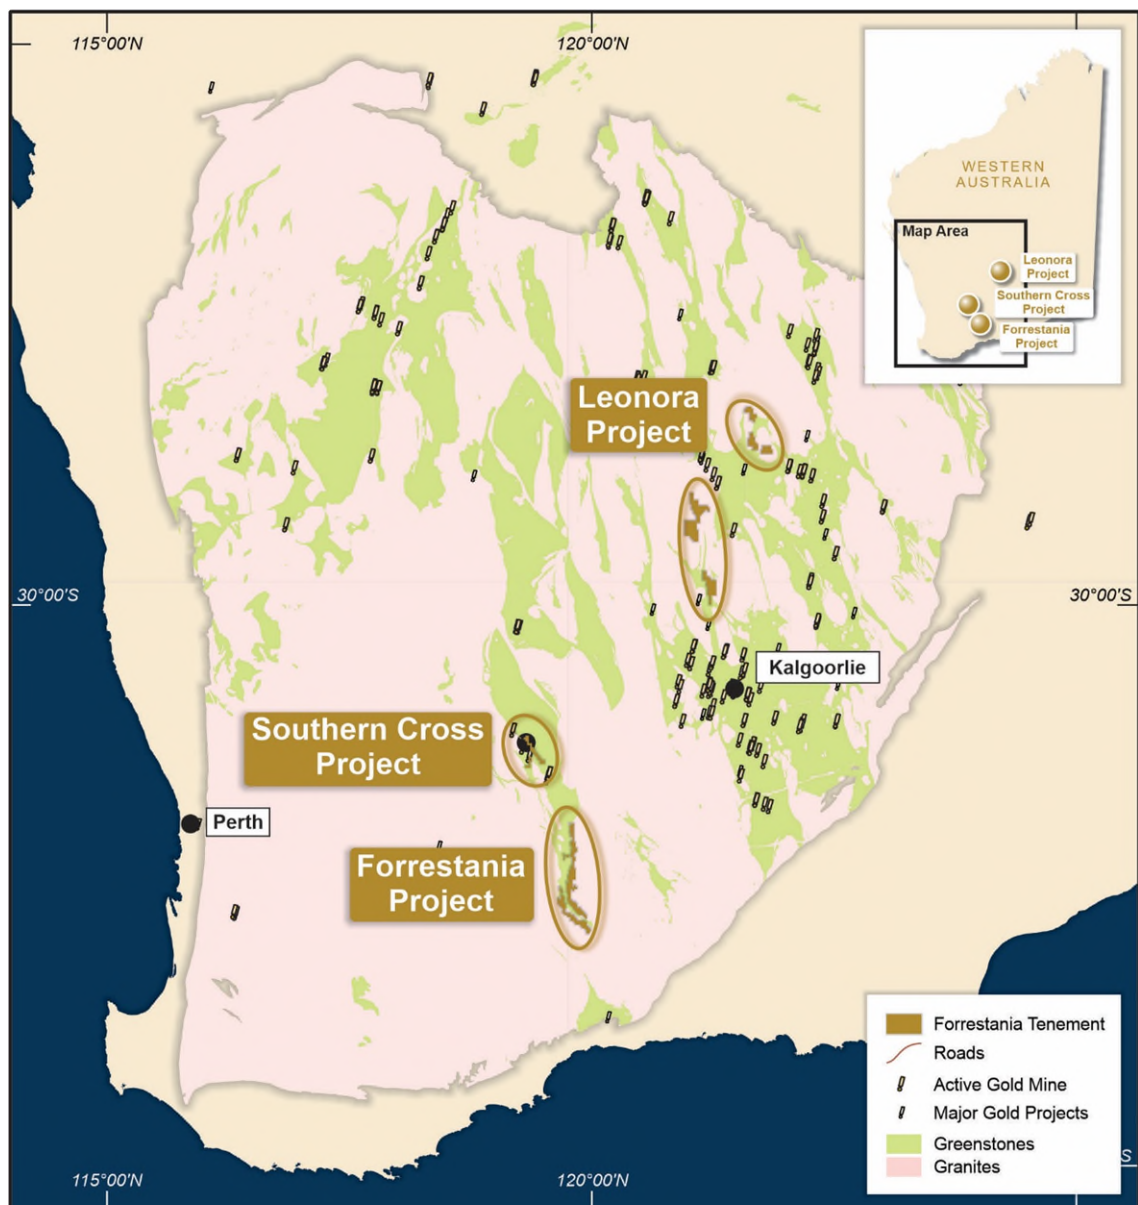 115°00'N
120°00'N
WESTERN
AUSTRALIA
Map Area
Leonora
Project
Southern Cross
Project
Forrestania
Project
Leonora
Project
30°00'S
30°00'S
Kalgoorlie
Southern Cross
Project
Perth
Forrestania
Project
Forrestania Tenement
Roads
Active Gold Mine
Major Gold Projects
Greenstones
Granites
S
115°00'N
120°00'N